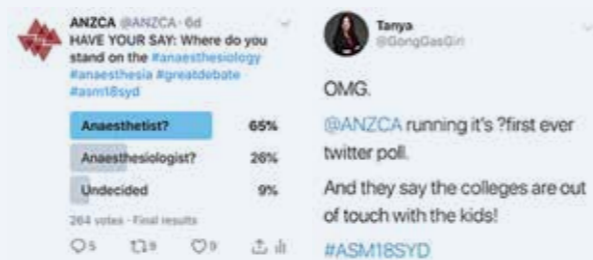 ANZCA @ANZCA · 6d
HAVE YOUR SAY: Where do you
stand on the #anaesthesiology
#anaesthesia #greatdebate
#asm18syd
Anaesthetist? 65%
Anaesthesiologist? 26%
Undecided 9%
264 votes · Final results
5 9 9
Tanya
@GongGasGirl
OMG.
@ANZCA running it's ?first ever
twitter poll.
And they say the colleges are out
of touch with the kids!
#ASM18SYD